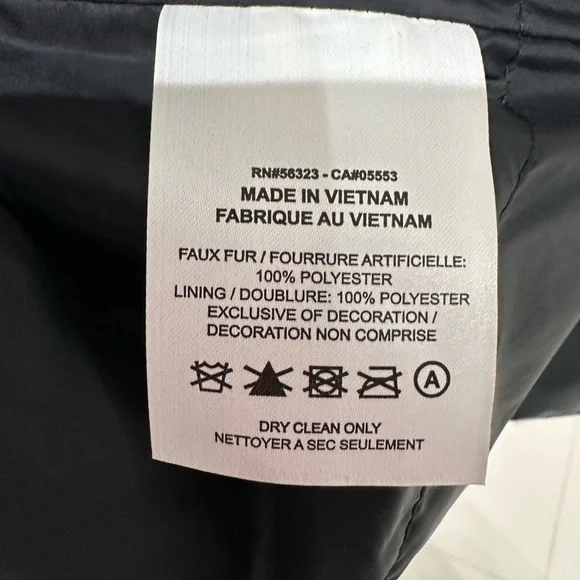 RN#56323 - CA#05553
MADE IN VIETNAM
FABRIQUE AU VIETNAM
FAUX FUR / FOURRURE ARTIFICIELLE:
100% POLYESTER
LINING / DOUBLURE: 100% POLYESTER
EXCLUSIVE OF DECORATION /
DECORATION NON COMPRISE
A
DRY CLEAN ONLY
NETTOYER A SEC SEULEMENT